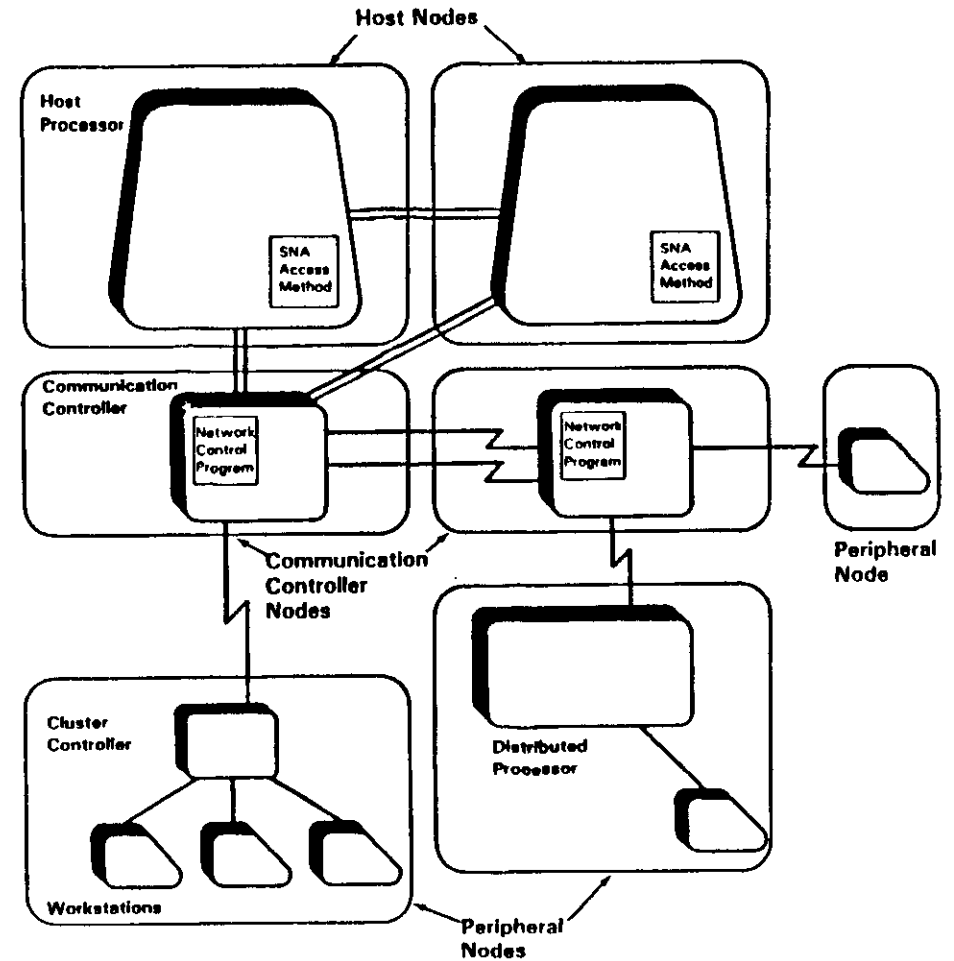 Host Nodes
Host
Processor
SNA
Access
Method
SNA
Access
Method
Communication
Controller
Network
Control
Program
Network
Control
Program
Peripheral
Node
Communication
Controller
Nodes
Cluster
Controller
Workstations
Distributed
Processor
Peripheral
Nodes